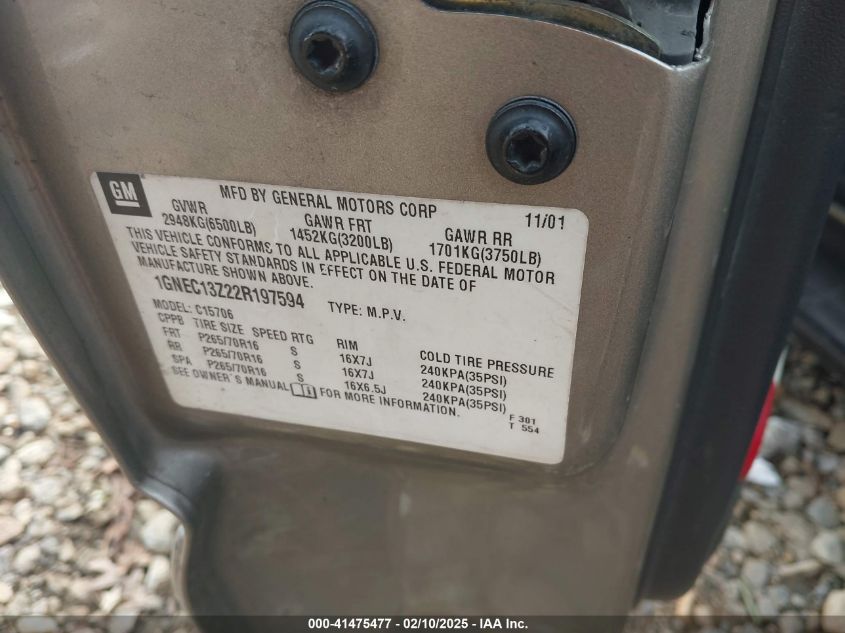 GM
MFD BY GENERAL MOTORS CORP 11/01
GVWR GAWR FRT GAWR RR
2948KG(6500LB) 1452KG(3200LB) 1701KG(3750LB)
THIS VEHICLE CONFORMS TO ALL APPLICABLE U.S. FEDERAL MOTOR
VEHICLE SAFETY STANDARDS IN EFFECT ON THE DATE OF
MANUFACTURE SHOWN ABOVE.
1GNEC13Z22R197594 TYPE: M.P.V.
MODEL: C15706
CPPB TIRE SIZE SPEED RTG RIM COLD TIRE PRESSURE
FRT P265/70R16 S 16X7J 240KPA(35PSI)
RR P265/70R16 S 16X7J 240KPA(35PSI)
SPA P265/70R16 S 16X6.5J 240KPA(35PSI)
SEE OWNER'S MANUAL FOR MORE INFORMATION.
F 301
T 554
000-41475477 - 02/10/2025 - IAA Inc.